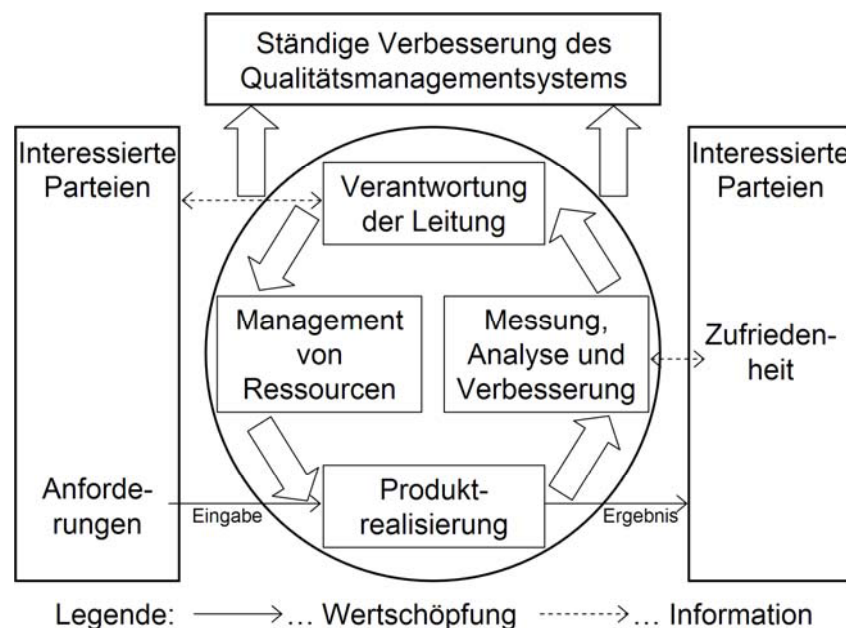 Ständige Verbesserung des
Qualitätsmanagementsystems
Interessierte
Parteien
Verantwortung
der Leitung
Interessierte
Parteien
Management
von
Ressourcen
Messung,
Analyse und
Verbesserung
Zufrieden-
heit
Anforde-
rungen
Eingabe
Produkt-
realisierung
Ergebnis
Legende: ... Wertschöpfung ... Information